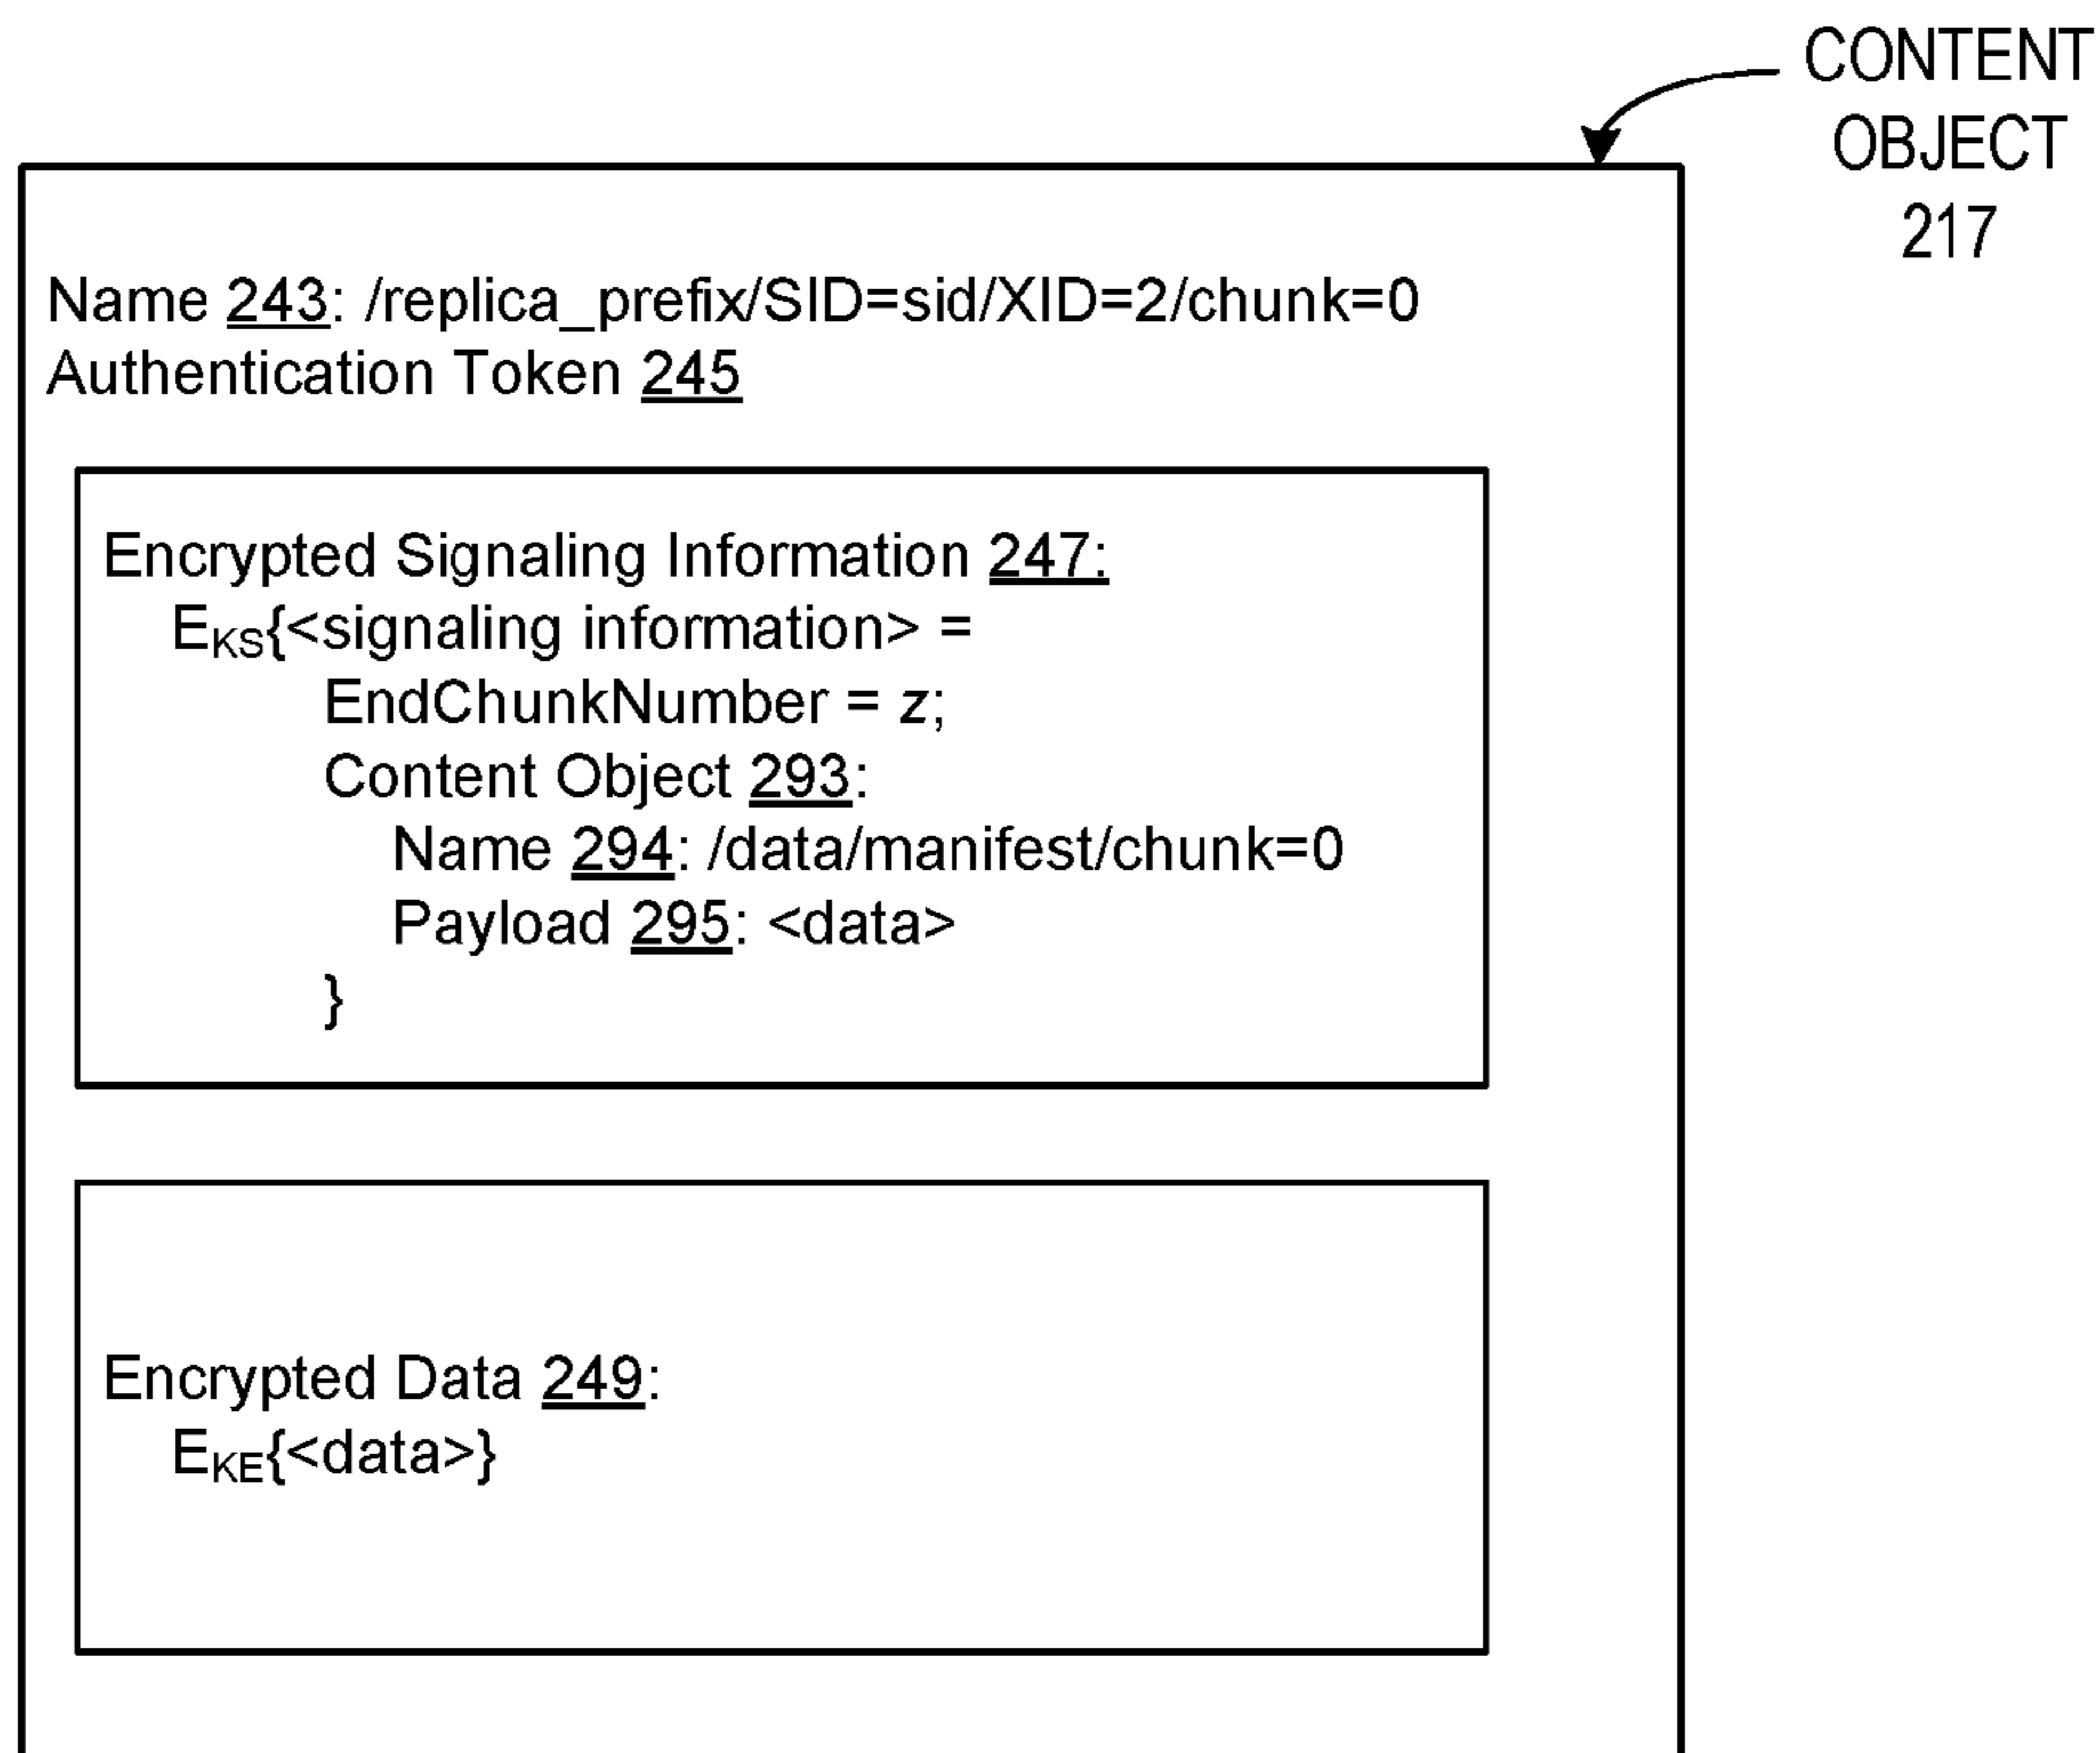 CONTENT
OBJECT
217
Name 243: /replica_prefix/SID=sid/XID=2/chunk=0
Authentication Token 245
Encrypted Signaling Information 247:
EKS{<signaling information> =
EndChunkNumber = z;
Content Object 293:
Name 294: /data/manifest/chunk=0
Payload 295: <data>
}
Encrypted Data 249:
EKE{<data>}